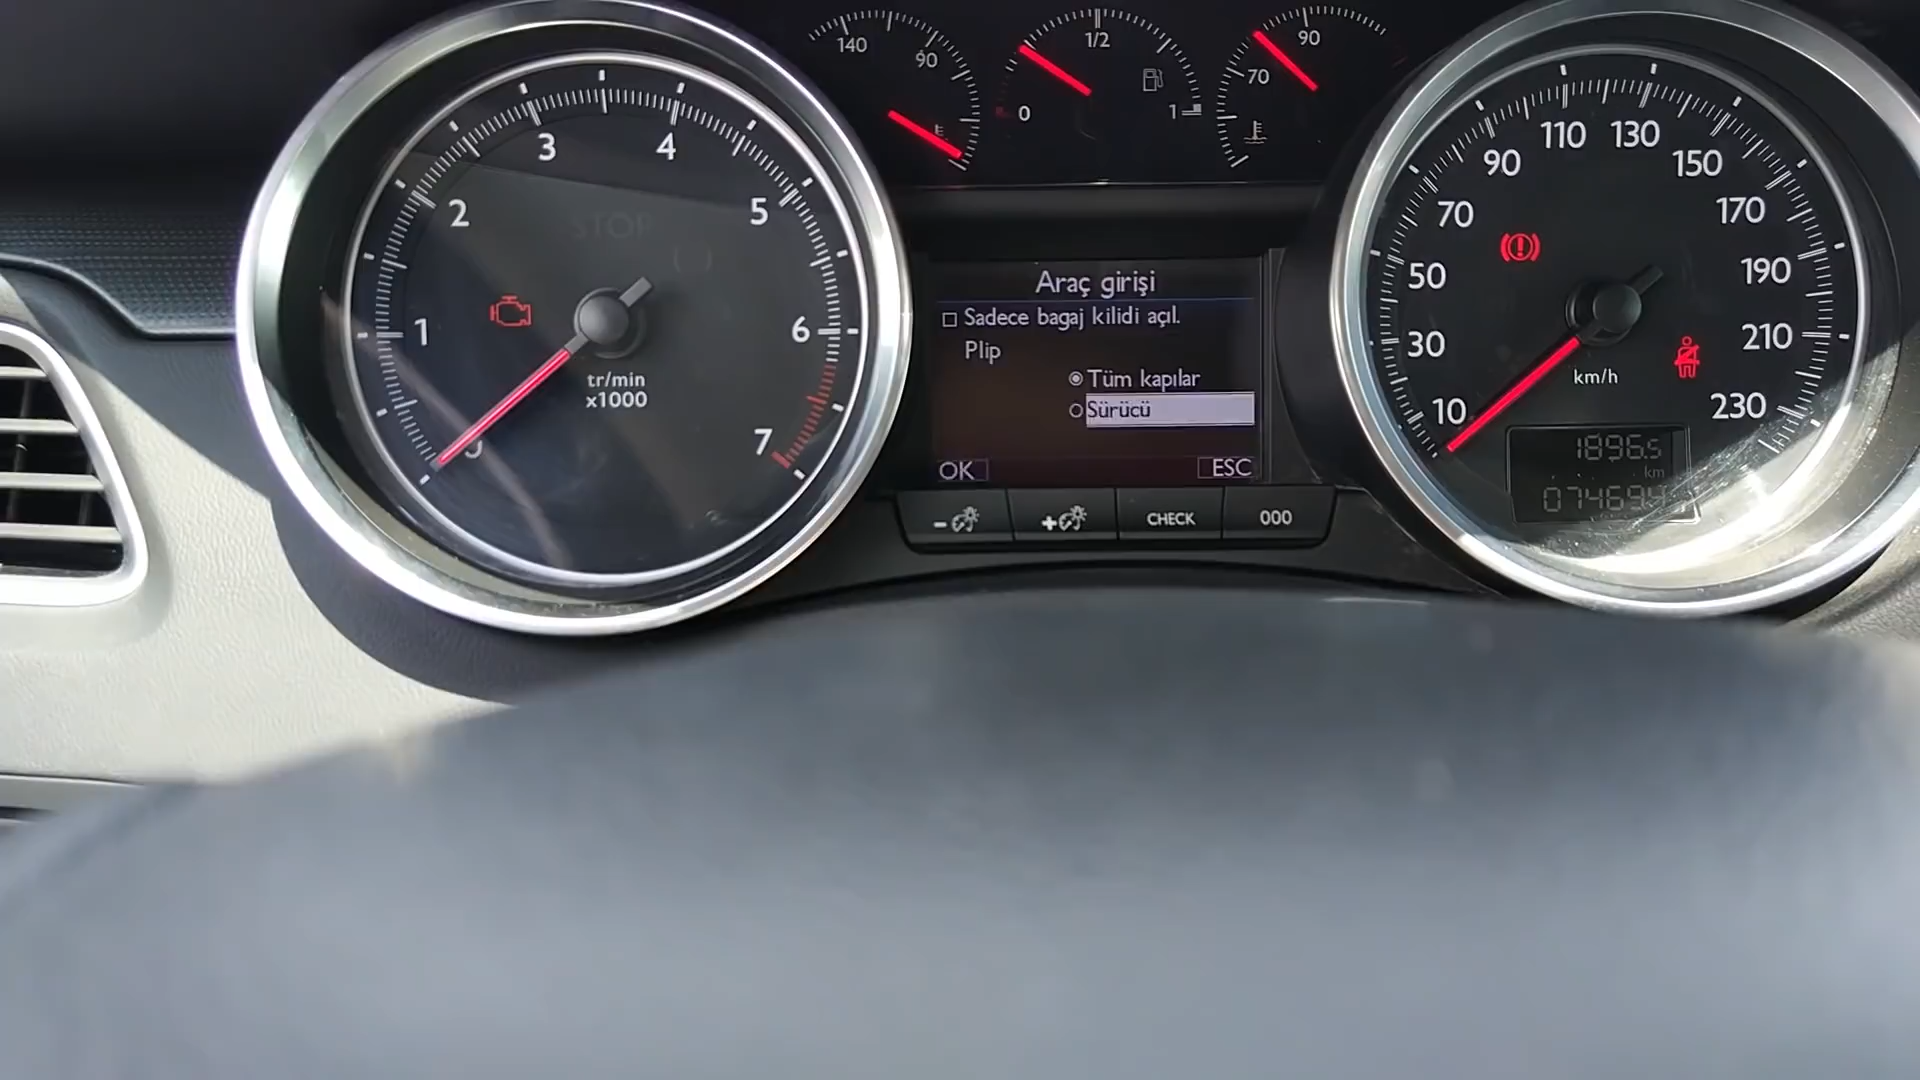 140
90
0
1/2
1
70
90
1
2
3
4
5
6
7
STOP
tr/min
x1000
Araç girişi
Sadece bagaj kilidi açıl.
Plip
Tüm kapılar
Sürücü
OK
ESC
-
+
CHECK
000
10
30
50
70
90
110
130
150
170
190
210
230
km/h
1896.5
km